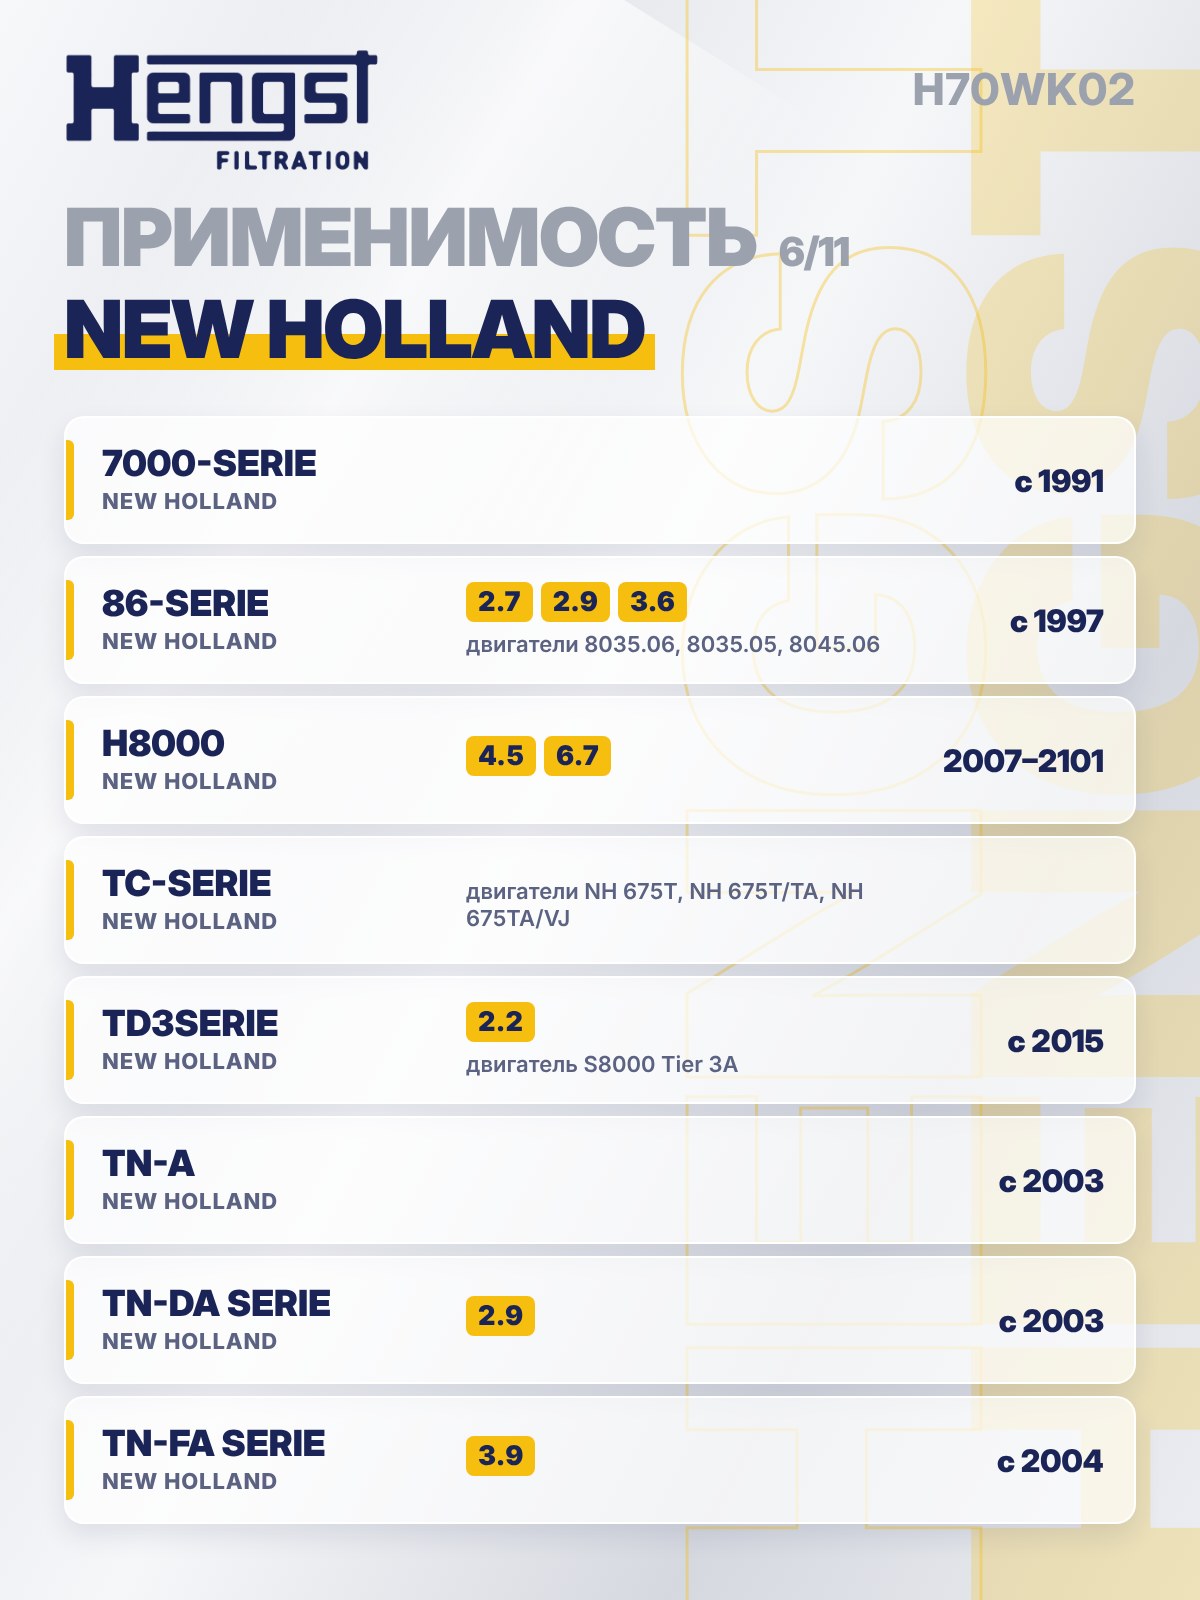 Hengst
FILTRATION
H70WK02
ПРИМЕНИМОСТЬ 6/11
NEW HOLLAND
7000-SERIE
NEW HOLLAND
с 1991
86-SERIE
NEW HOLLAND
2.7 2.9 3.6
двигатели 8035.06, 8035.05, 8045.06
с 1997
H8000
NEW HOLLAND
4.5 6.7
2007–2101
TC-SERIE
NEW HOLLAND
двигатели NH 675T, NH 675T/TA, NH
675TA/VJ
TD3SERIE
NEW HOLLAND
2.2
двигатель S8000 Tier 3A
с 2015
TN-A
NEW HOLLAND
с 2003
TN-DA SERIE
NEW HOLLAND
2.9
с 2003
TN-FA SERIE
NEW HOLLAND
3.9
с 2004
HENGST
HENGST